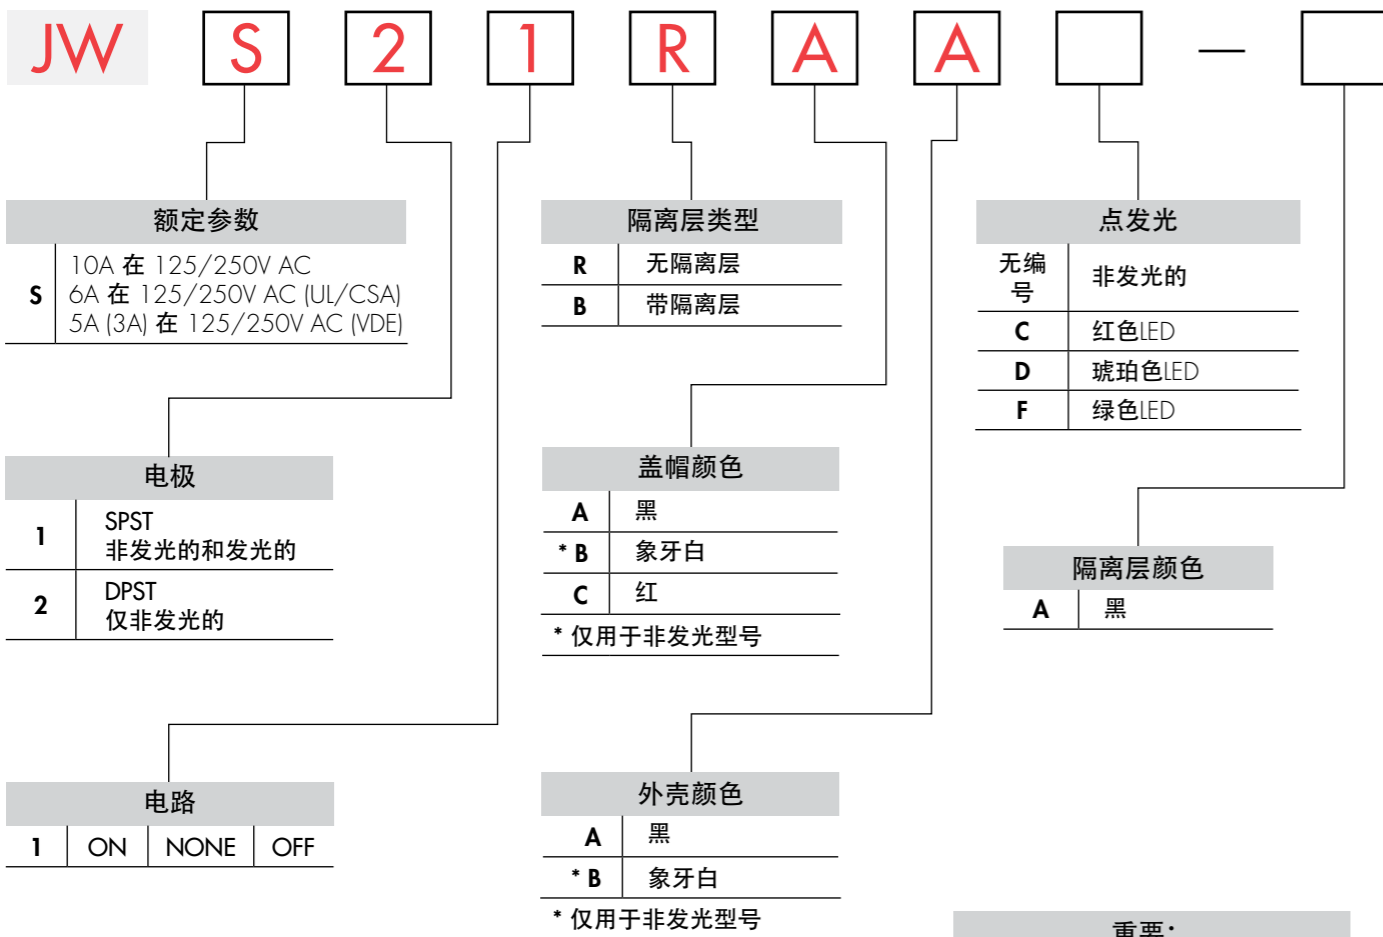 JW S 2 1 R A A —
额定参数
S
10A 在 125/250V AC
6A 在 125/250V AC (UL/CSA)
5A (3A) 在 125/250V AC (VDE)
电极
1 SPST
非发光的和发光的
2 DPST
仅非发光的
电路
1 ON NONE OFF
隔离层类型
R 无隔离层
B 带隔离层
盖帽颜色
A 黑
* B 象牙白
C 红
* 仅用于非发光型号
外壳颜色
A 黑
* B 象牙白
* 仅用于非发光型号
点发光
无编
号 非发光的
C 红色LED
D 琥珀色LED
F 绿色LED
隔离层颜色
A 黑
重要: